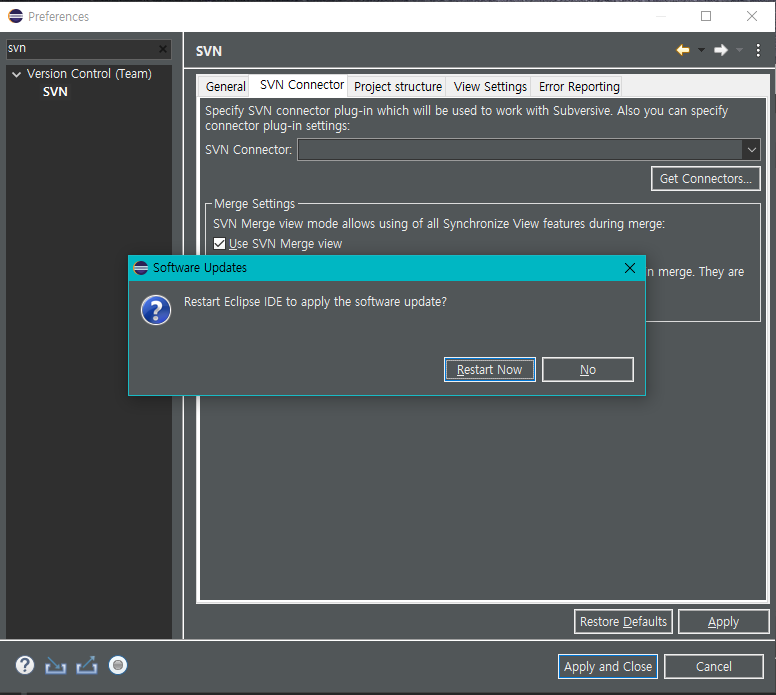 Preferences
svn
Version Control (Team)
SVN
SVN
General
SVN Connector
Project structure
View Settings
Error Reporting
Specify SVN connector plug-in which will be used to work with Subversive. Also you can specify
connector plug-in settings:
SVN Connector:
Get Connectors...
Merge Settings
SVN Merge view mode allows using of all Synchronize View features during merge:
Use SVN Merge view
n merge. They are
Software Updates
Restart Eclipse IDE to apply the software update?
Restart Now
No
Restore Defaults
Apply
Apply and Close
Cancel